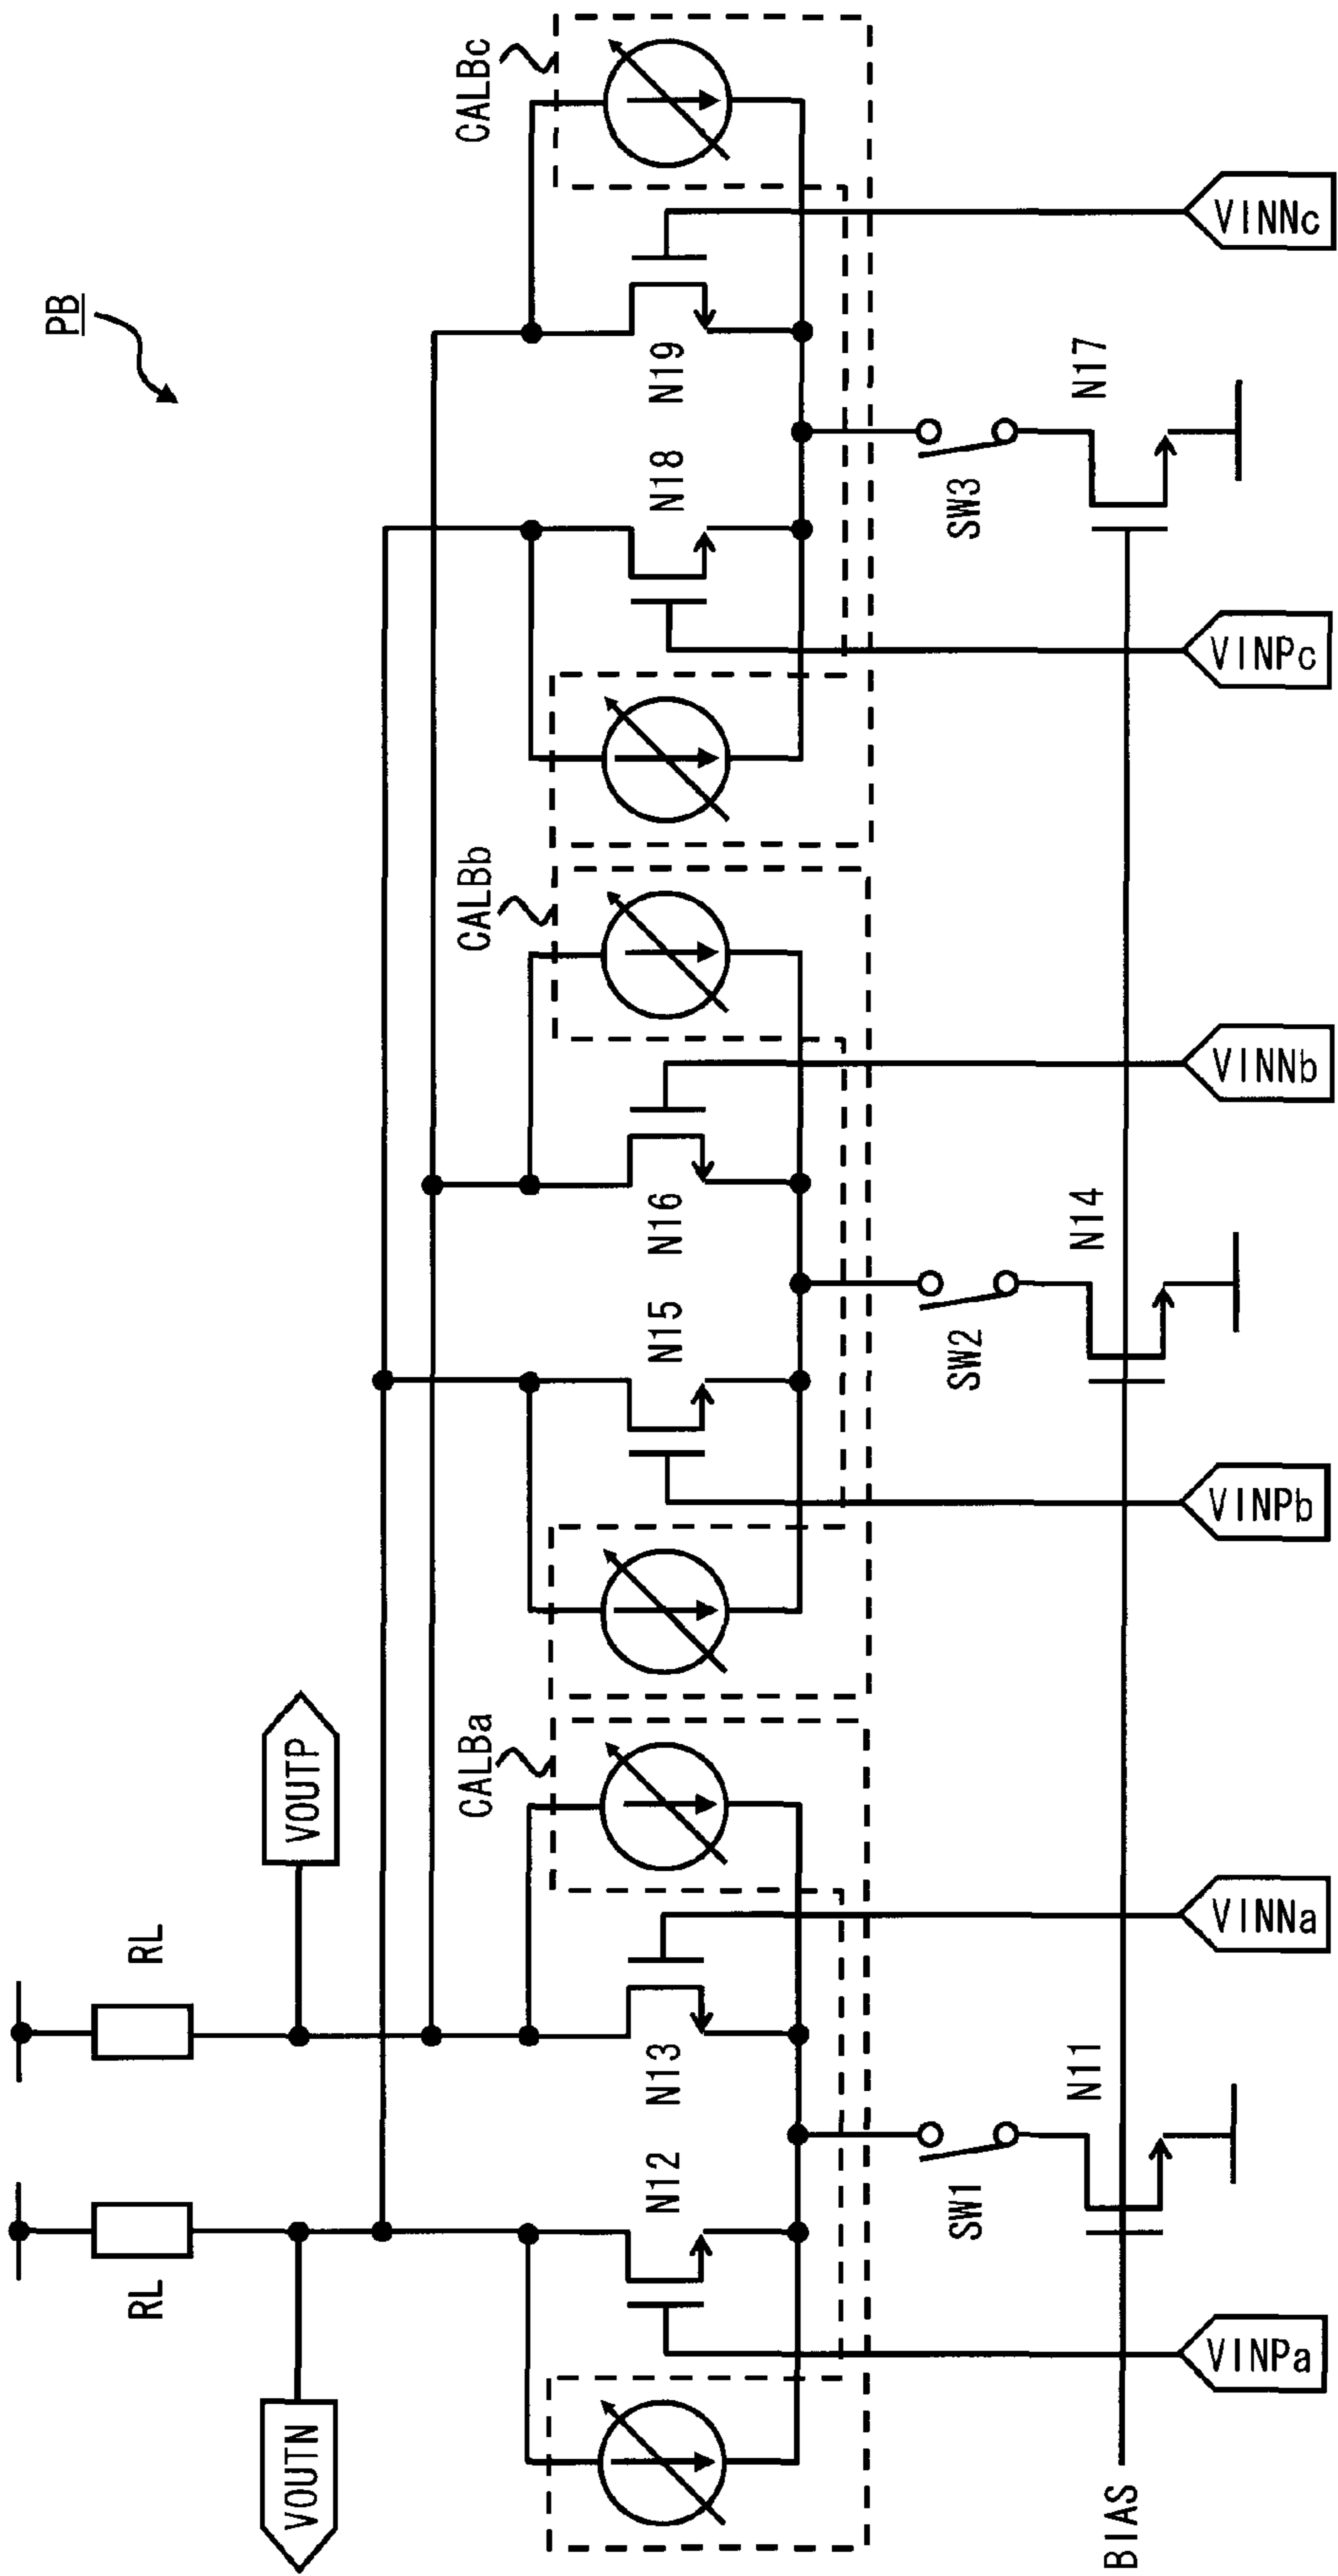 PB
RL
RL
VOUTN
VOUTP
CALBa
CALBb
CALBc
N12
N13
N15
N16
N18
N19
SW1
N11
SW2
N14
SW3
N17
BIAS
VINPa
VINNa
VINPb
VINNb
VINPc
VINNc